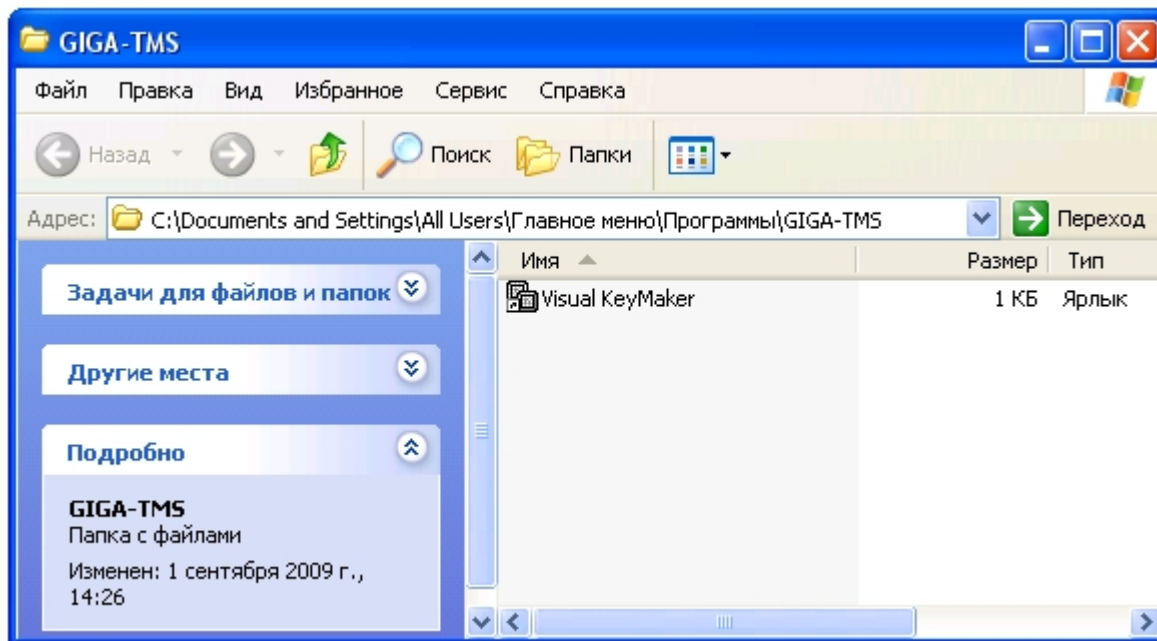 GIGA-TMS
Файл Правка Вид Избранное Сервис Справка
Назад Поиск Папки
Адрес: C:\Documents and Settings\All Users\Главное меню\Программы\GIGA-TMS Переход
Имя Размер Тип
Задачи для файлов и папок
Visual KeyMaker 1 КБ Ярлык
Другие места
Подробно
GIGA-TMS
Папка с файлами
Изменен: 1 сентября 2009 г.,
14:26